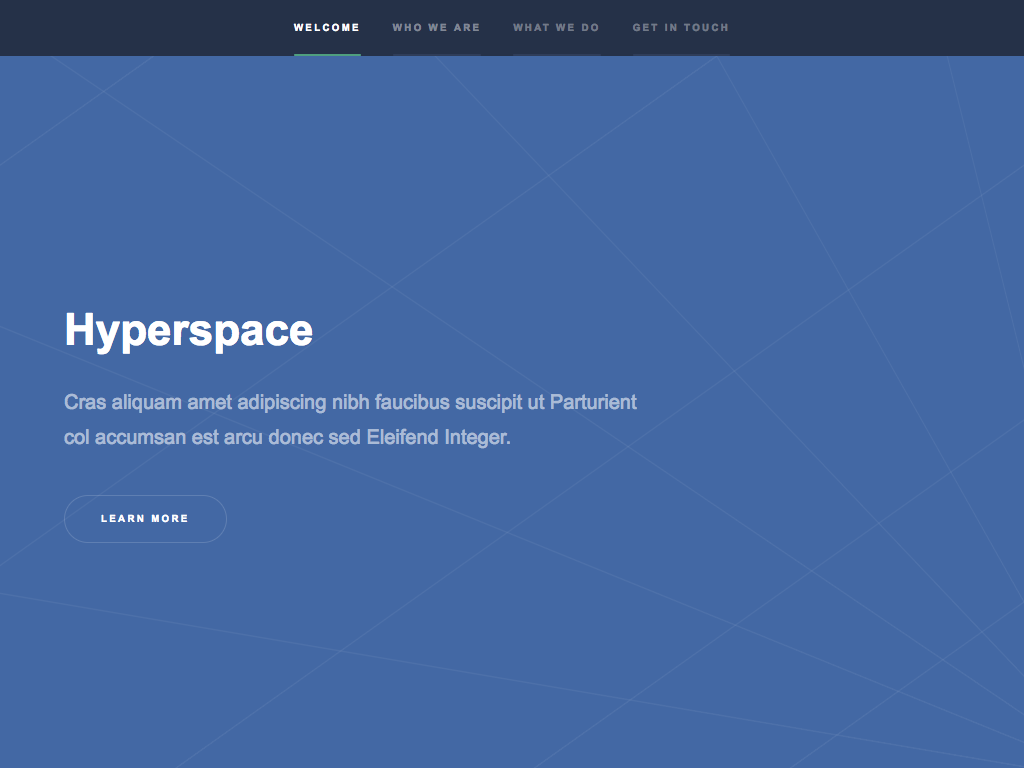 WELCOME WHO WE ARE WHAT WE DO GET IN TOUCH
Hyperspace
Cras aliquam amet adipiscing nibh faucibus suscipit ut Parturient
col accumsan est arcu donec sed Eleifend Integer.
LEARN MORE